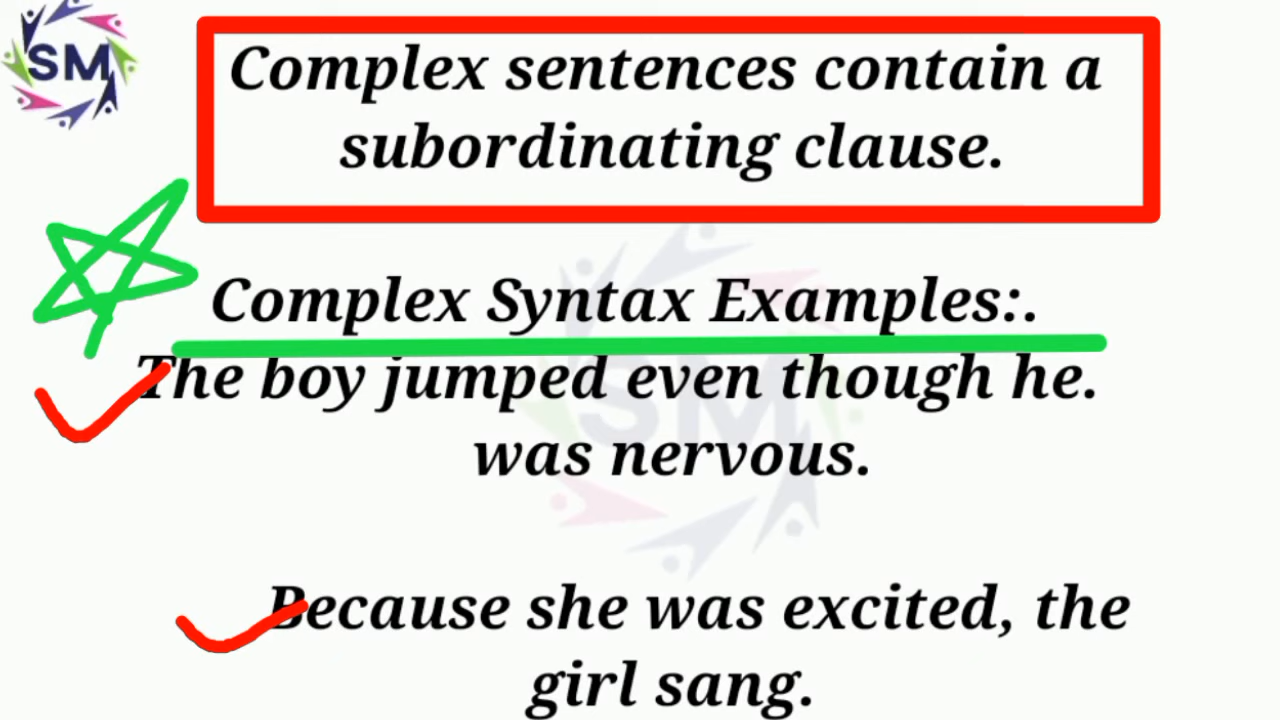 SM
Complex sentences contain a
subordinating clause.
Complex Syntax Examples:.
The boy jumped even though he.
was nervous.
SM
Because she was excited, the
girl sang.